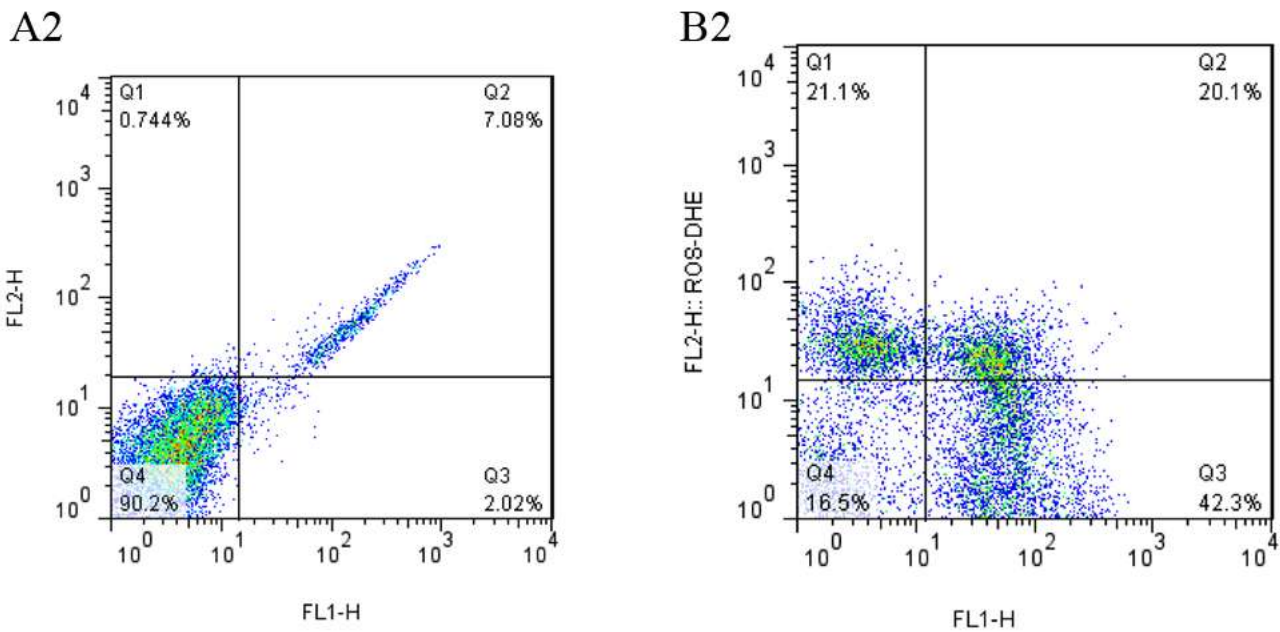 A2
Q1
0.744%
Q2
7.08%
Q4
90.2%
Q3
2.02%
10^4
10^3
10^2
10^1
10^0
10^0 10^1 10^2 10^3 10^4
FL2-H
FL1-H
B2
Q1
21.1%
Q2
20.1%
Q4
16.5%
Q3
42.3%
10^4
10^3
10^2
10^1
10^0
10^0 10^1 10^2 10^3 10^4
FL2-H:: ROS-DHE
FL1-H